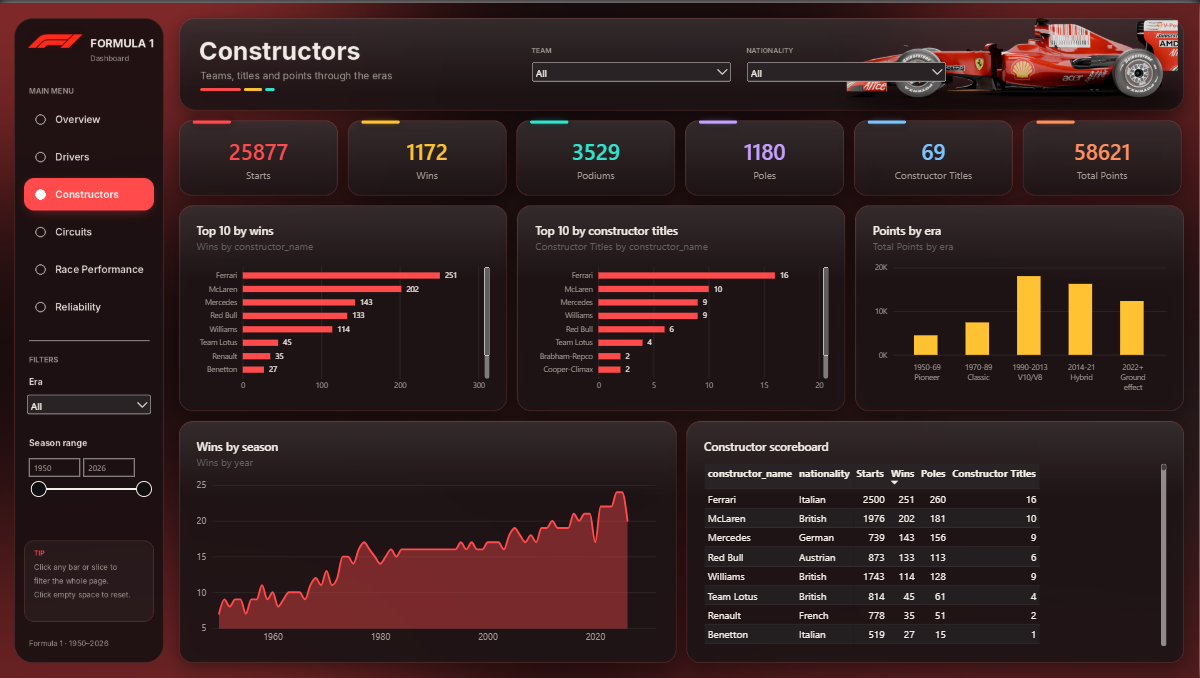 FORMULA 1
Dashboard
MAIN MENU
Overview
Drivers
Constructors
Circuits
Race Performance
Reliability
FILTERS
Era
All
Season range
1950 2026
TIP
Click any bar or slice to
filter the whole page.
Click empty space to reset.
Formula 1 · 1950–2026
Constructors
Teams, titles and points through the eras
TEAM
All
NATIONALITY
All
25877
Starts
1172
Wins
3529
Podiums
1180
Poles
69
Constructor Titles
58621
Total Points
Top 10 by wins
Wins by constructor_name
Ferrari 251
McLaren 202
Mercedes 143
Red Bull 133
Williams 114
Team Lotus 45
Renault 35
Benetton 27
0 100 200 300
Top 10 by constructor titles
Constructor Titles by constructor_name
Ferrari 16
McLaren 10
Mercedes 9
Williams 9
Red Bull 6
Team Lotus 4
Brabham-Repco 2
Cooper-Climax 2
0 5 10 15 20
Points by era
Total Points by era
20K
10K
0K
1950-69 1970-89 1990-2013 2014-21 2022+
Pioneer Classic V10/V8 Hybrid Ground
effect
Wins by season
Wins by year
25
20
15
10
5
1960 1980 2000 2020
Constructor scoreboard
constructor_name nationality Starts Wins Poles Constructor Titles
Ferrari Italian 2500 251 260 16
McLaren British 1976 202 181 10
Mercedes German 739 143 156 9
Red Bull Austrian 873 133 113 6
Williams British 1743 114 128 9
Team Lotus British 814 45 61 4
Renault French 778 35 51 2
Benetton Italian 519 27 15 1
acer
AMD